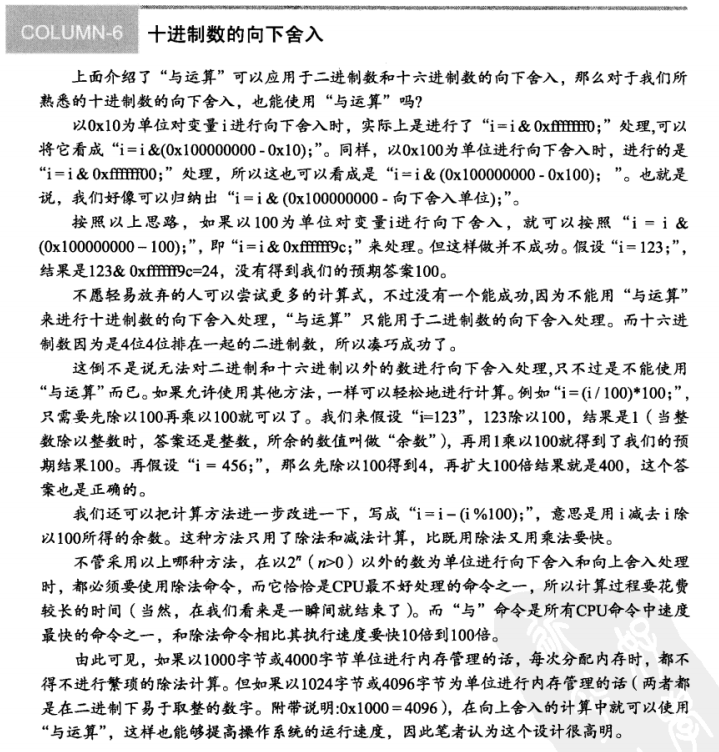 COLUMN-6 十进制数的向下舍入
上面介绍了“与运算”可以应用于二进制数和十六进制数的向下舍入，那么对于我们所
熟悉的十进制数的向下舍入，也能使用“与运算”吗？
以0x10为单位对变量i进行向下舍入时，实际上是进行了“i = i & 0xfffffff0;”处理,可以
将它看成“i = i &(0x100000000 - 0x10);”。同样，以0x100为单位进行向下舍入时，进行的是
“i = i & 0xffffff00;”处理，所以这也可以看成是“i = i & (0x100000000 - 0x100); ”。也就是
说，我们好像可以归纳出“i = i & (0x100000000 - 向下舍入单位);”。
按照以上思路，如果以100为单位对变量i进行向下舍入，就可以按照“i = i &
(0x100000000 – 100);”，即“i = i & 0xffffff9c;”来处理。但这样做并不成功。假设“i = 123;”，
结果是123& 0xffffff9c=24，没有得到我们的预期答案100。
不愿轻易放弃的人可以尝试更多的计算式，不过没有一个能成功,因为不能用“与运算”
来进行十进制数的向下舍入处理，“与运算”只能用于二进制数的向下舍入处理。而十六进
制数因为是4位4位排在一起的二进制数，所以凑巧成功了。
这倒不是说无法对二进制和十六进制以外的数进行向下舍入处理,只不过是不能使用
“与运算”而已。如果允许使用其他方法，一样可以轻松地进行计算。例如“i = (i / 100)*100;”，
只需要先除以100再乘以100就可以了。我们来假设“i=123”，123除以100，结果是1（当整
数除以整数时，答案还是整数，所余的数值叫做“余数”），再用1乘以100就得到了我们的预
期结果100。再假设“i = 456;”，那么先除以100得到4，再扩大100倍结果就是400，这个答
案也是正确的。
我们还可以把计算方法进一步改进一下，写成“i = i – (i %100);”，意思是用 i 减去 i 除
以100所得的余数。这种方法只用了除法和减法计算，比既用除法又用乘法要快。
不管采用以上哪种方法，在以2ⁿ（n>0）以外的数为单位进行向下舍入和向上舍入处理
时，都必须要使用除法命令，而它恰恰是CPU最不好处理的命令之一，所以计算过程要花费
较长的时间（当然，在我们看来是一瞬间就结束了）。而“与”命令是所有CPU命令中速度
最快的命令之一，和除法命令相比其执行速度要快10倍到100倍。
由此可见，如果以1000字节或4000字节单位进行内存管理的话，每次分配内存时，都不
得不进行繁琐的除法计算。但如果以1024字节或4096字节为单位进行内存管理的话（两者都
是在二进制下易于取整的数字。附带说明:0x1000 = 4096），在向上舍入的计算中就可以使用
“与运算”，这样也能够提高操作系统的运行速度，因此笔者认为这个设计很高明。